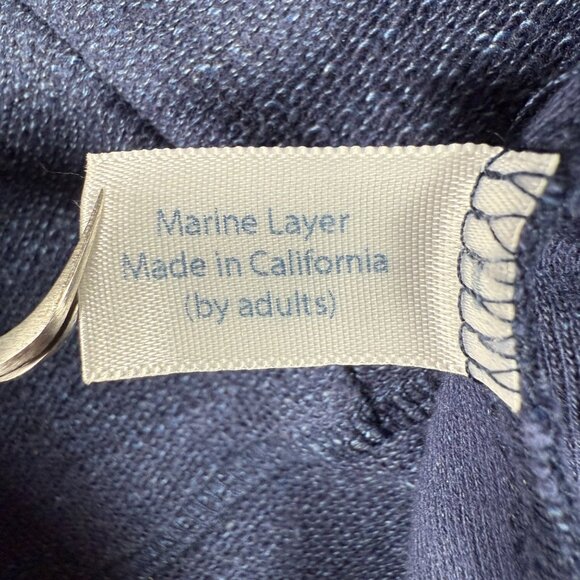 Marine Layer
Made in California
(by adults)